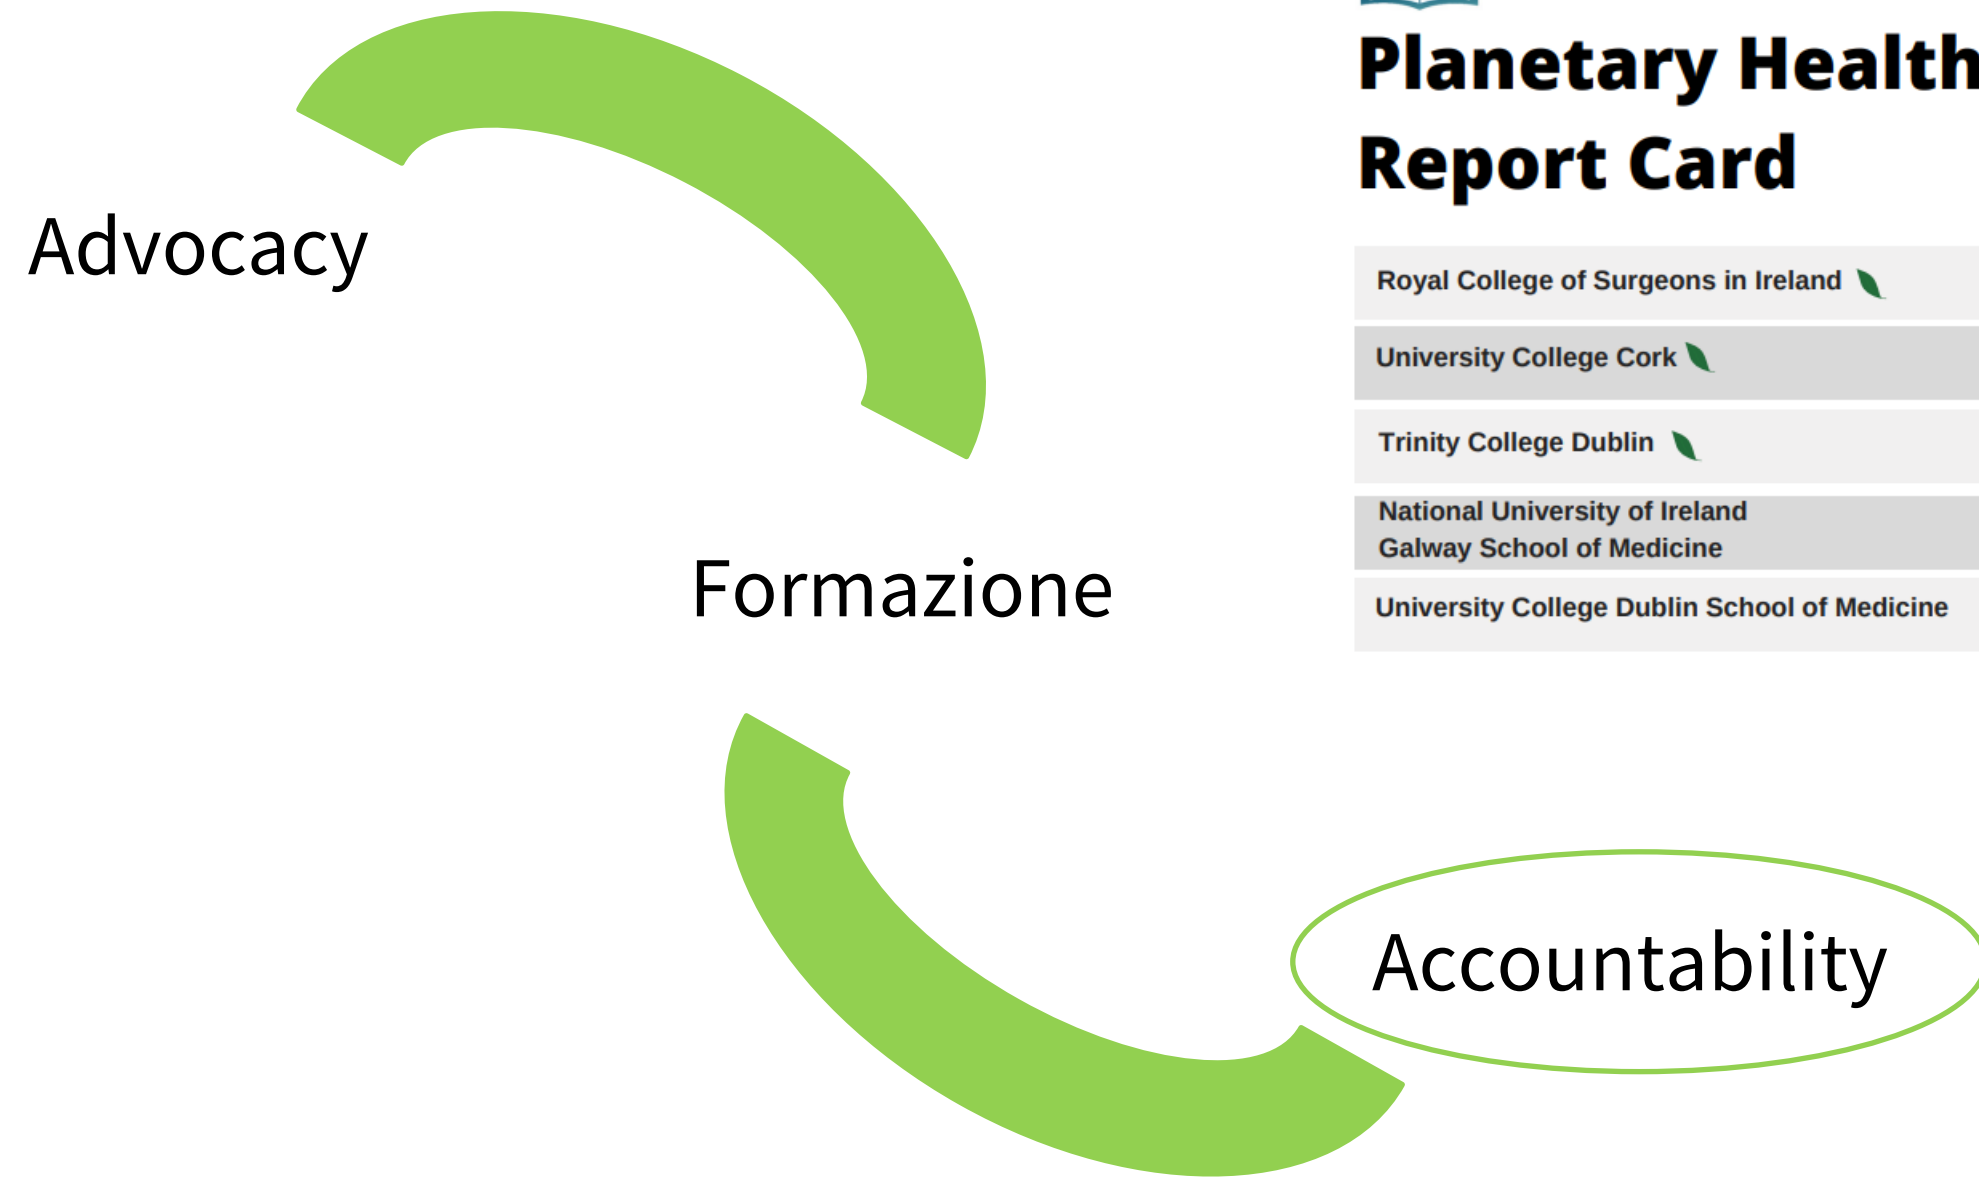 Planetary Health
Report Card
Advocacy
Royal College of Surgeons in Ireland
University College Cork
Trinity College Dublin
National University of Ireland
Galway School of Medicine
University College Dublin School of Medicine
Formazione
Accountability